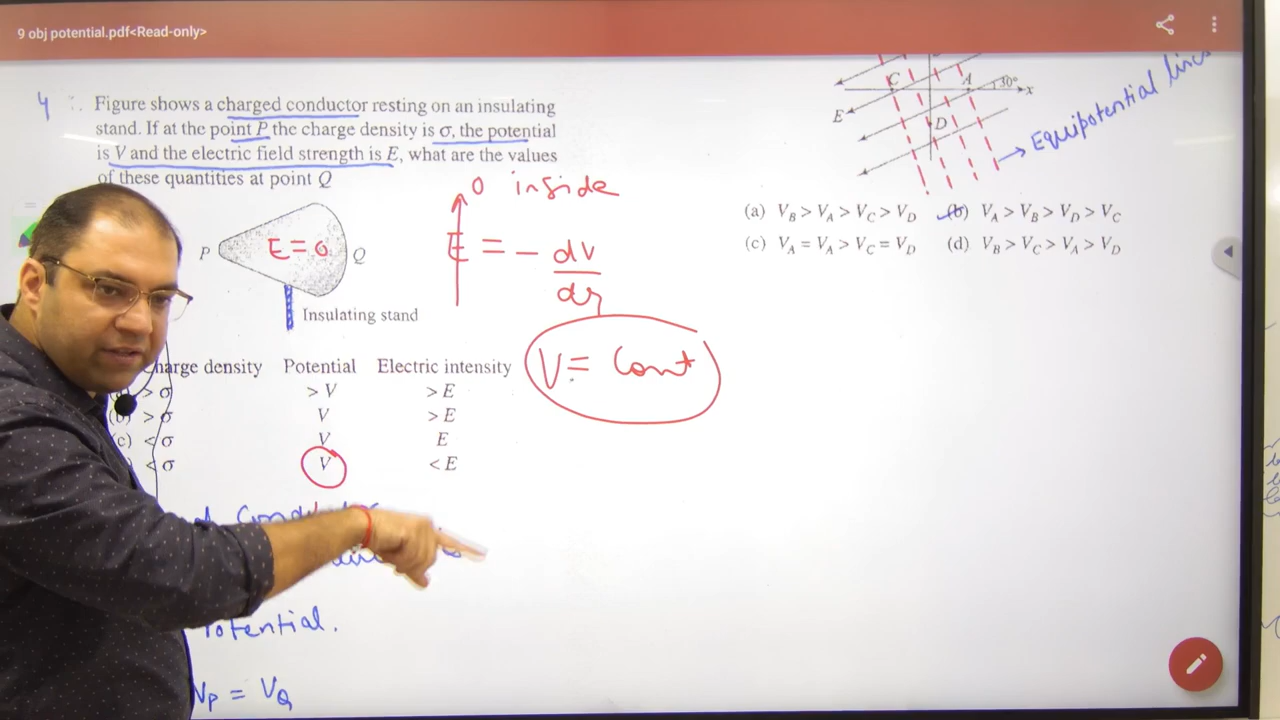 9 obj potential.pdf<Read-only>
4
Figure shows a charged conductor resting on an insulating
stand. If at the point P the charge density is σ, the potential
is V and the electric field strength is E, what are the values
of these quantities at point Q
P
E = 0
Q
Insulating stand
0 inside
E = - dv
dr
V = Const
harge density Potential Electric intensity
> σ > V > E
(b) > σ V > E
(c) < σ V E
< σ V < E
Potential.
Vp = VQ
C A 30° x
E D
Equipotential lines
(a) VB > VA > VC > VD (b) VA > VB > VD > VC
(c) VA = VA > VC = VD (d) VB > VC > VA > VD